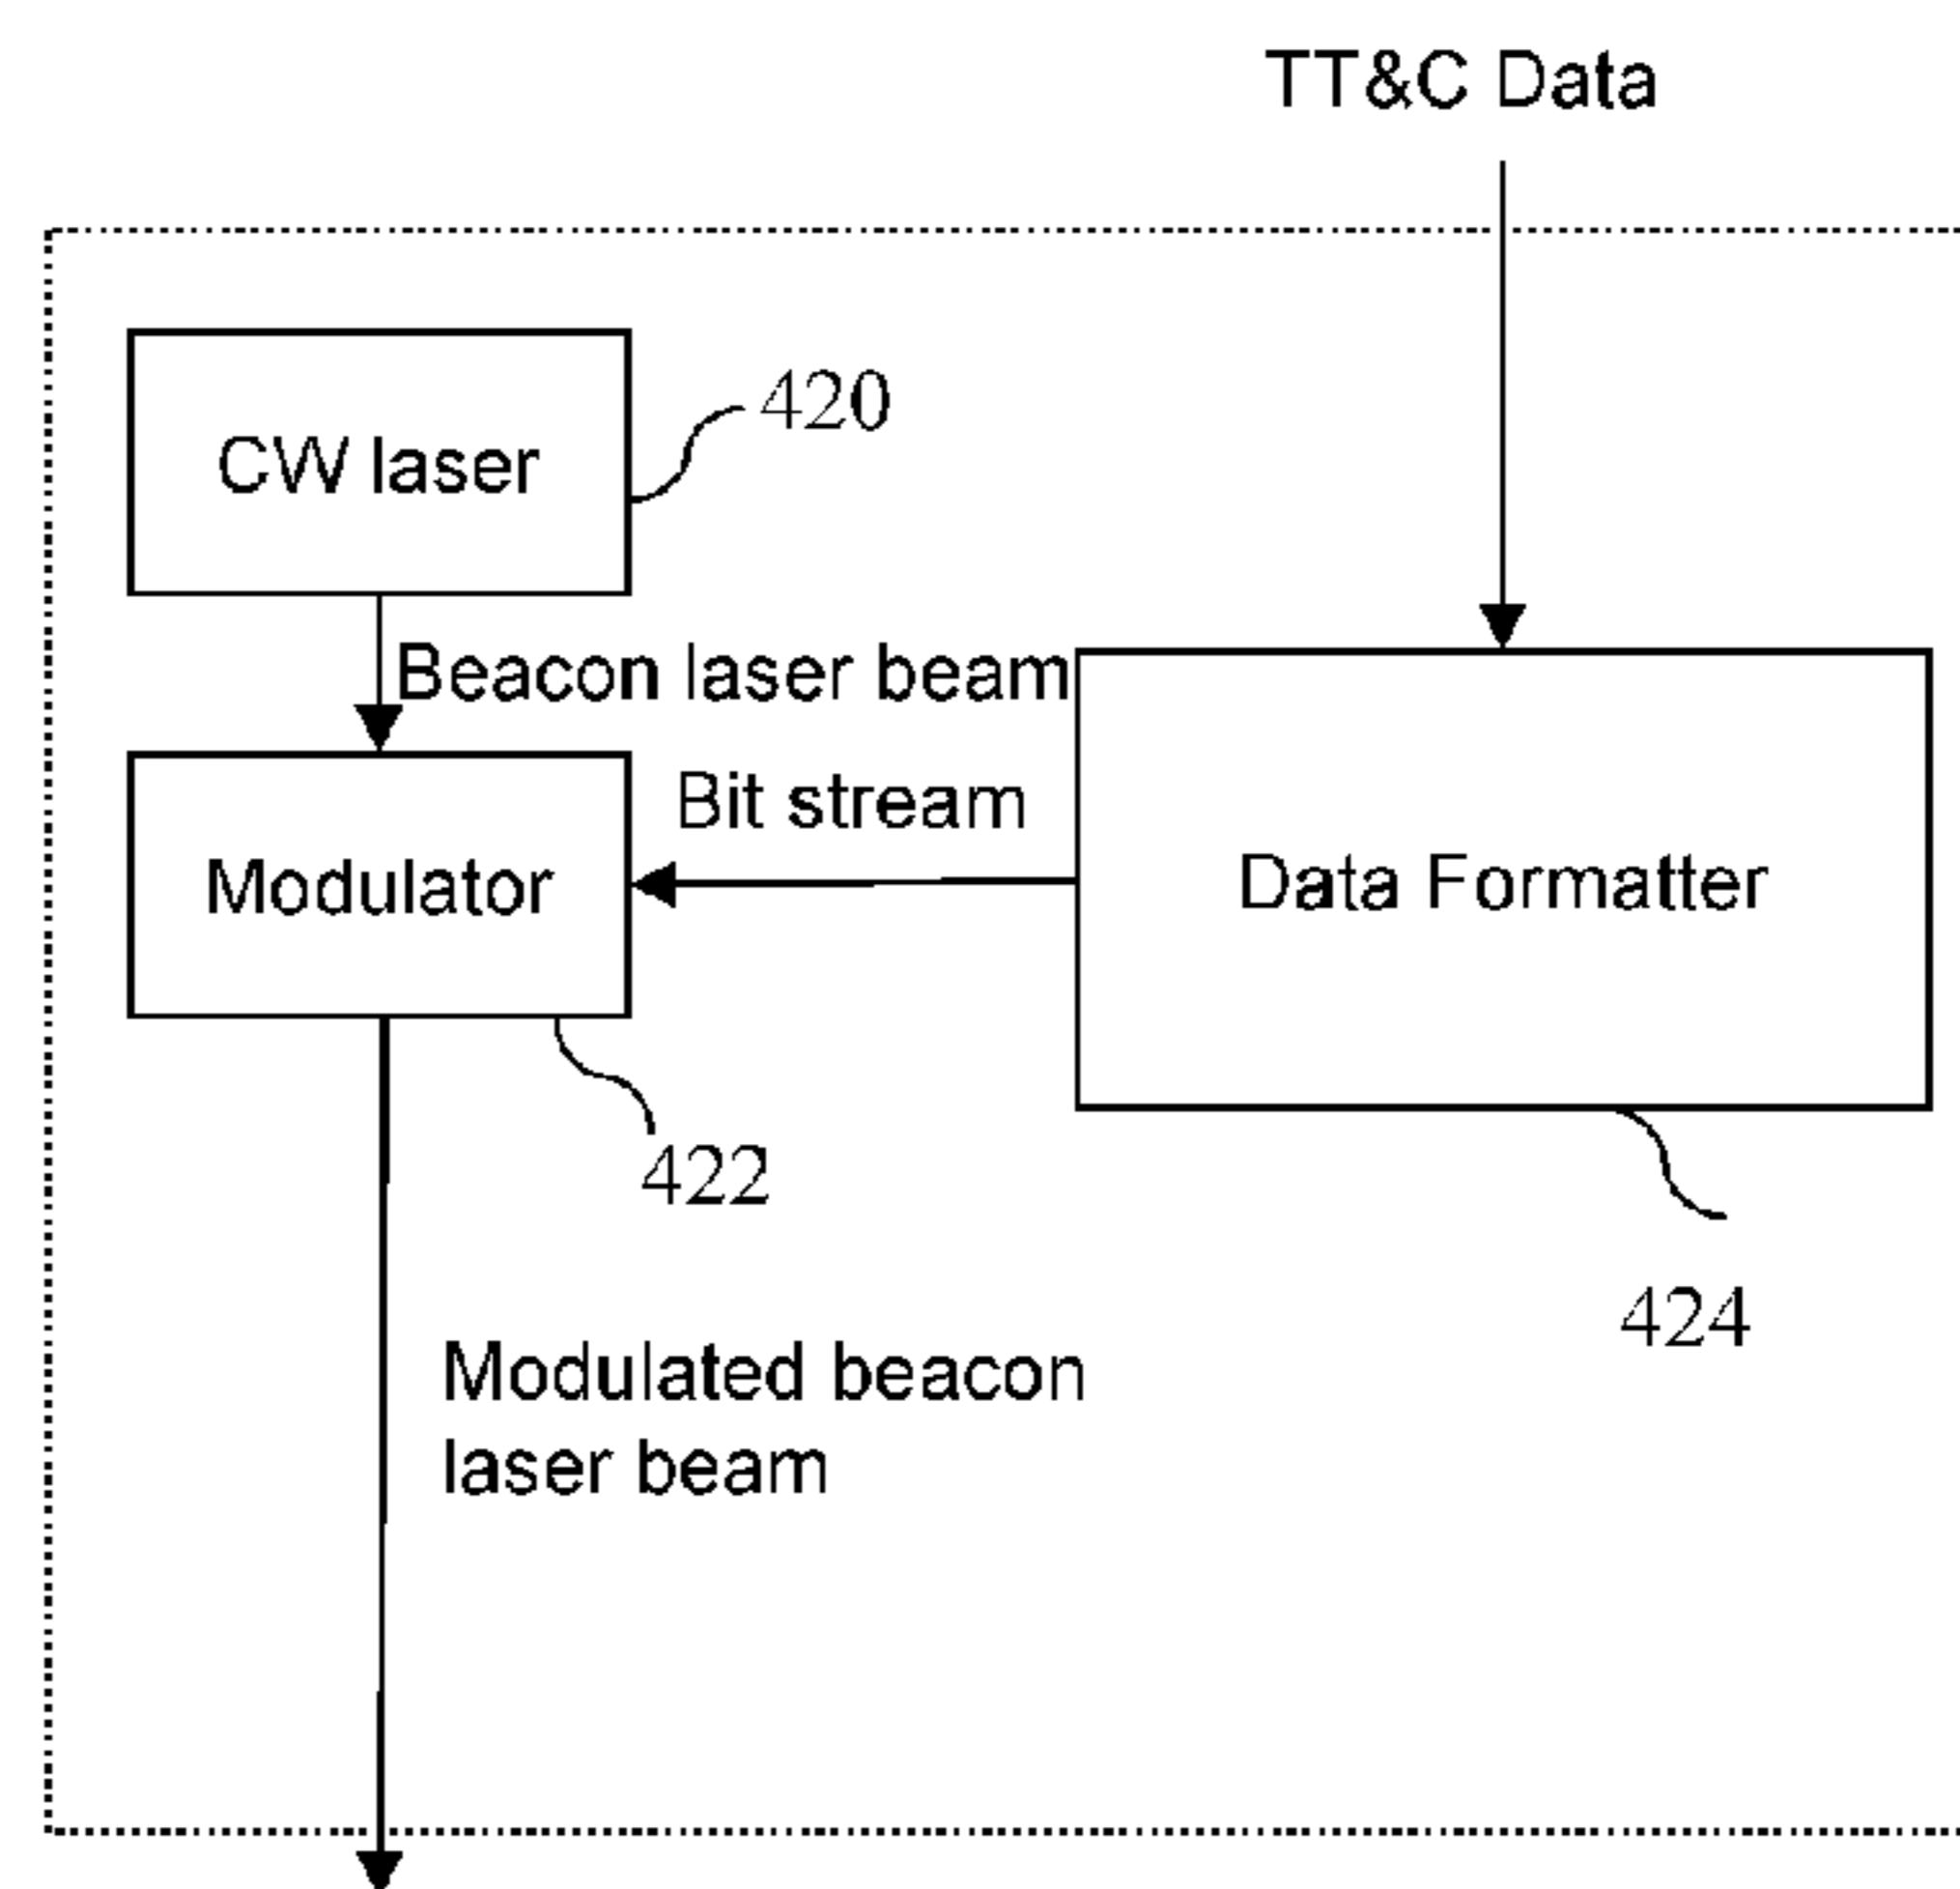 TT&C Data
CW laser
420
Beacon laser beam
Bit stream
Modulator
Data Formatter
422
424
Modulated beacon
laser beam